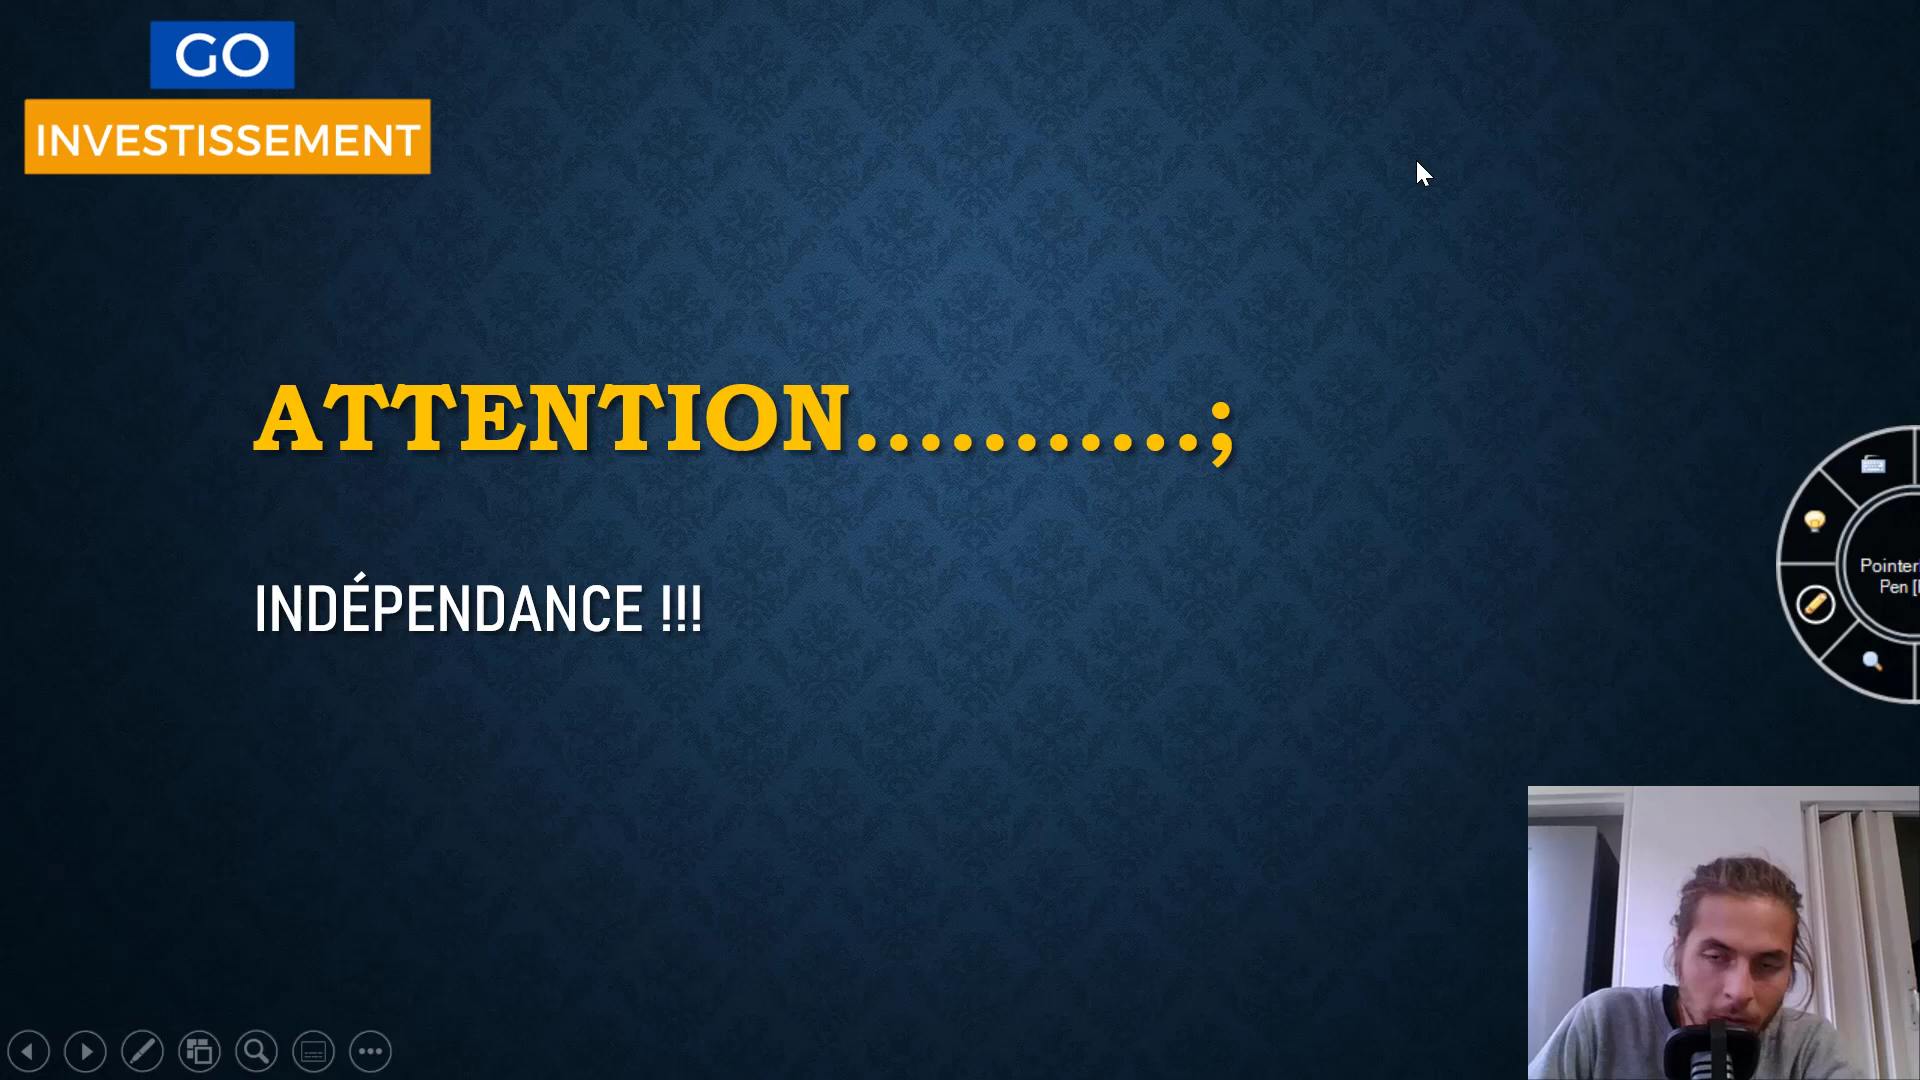 GO
INVESTISSEMENT
ATTENTION...........;
INDÉPENDANCE !!!
Pointer
Pen [